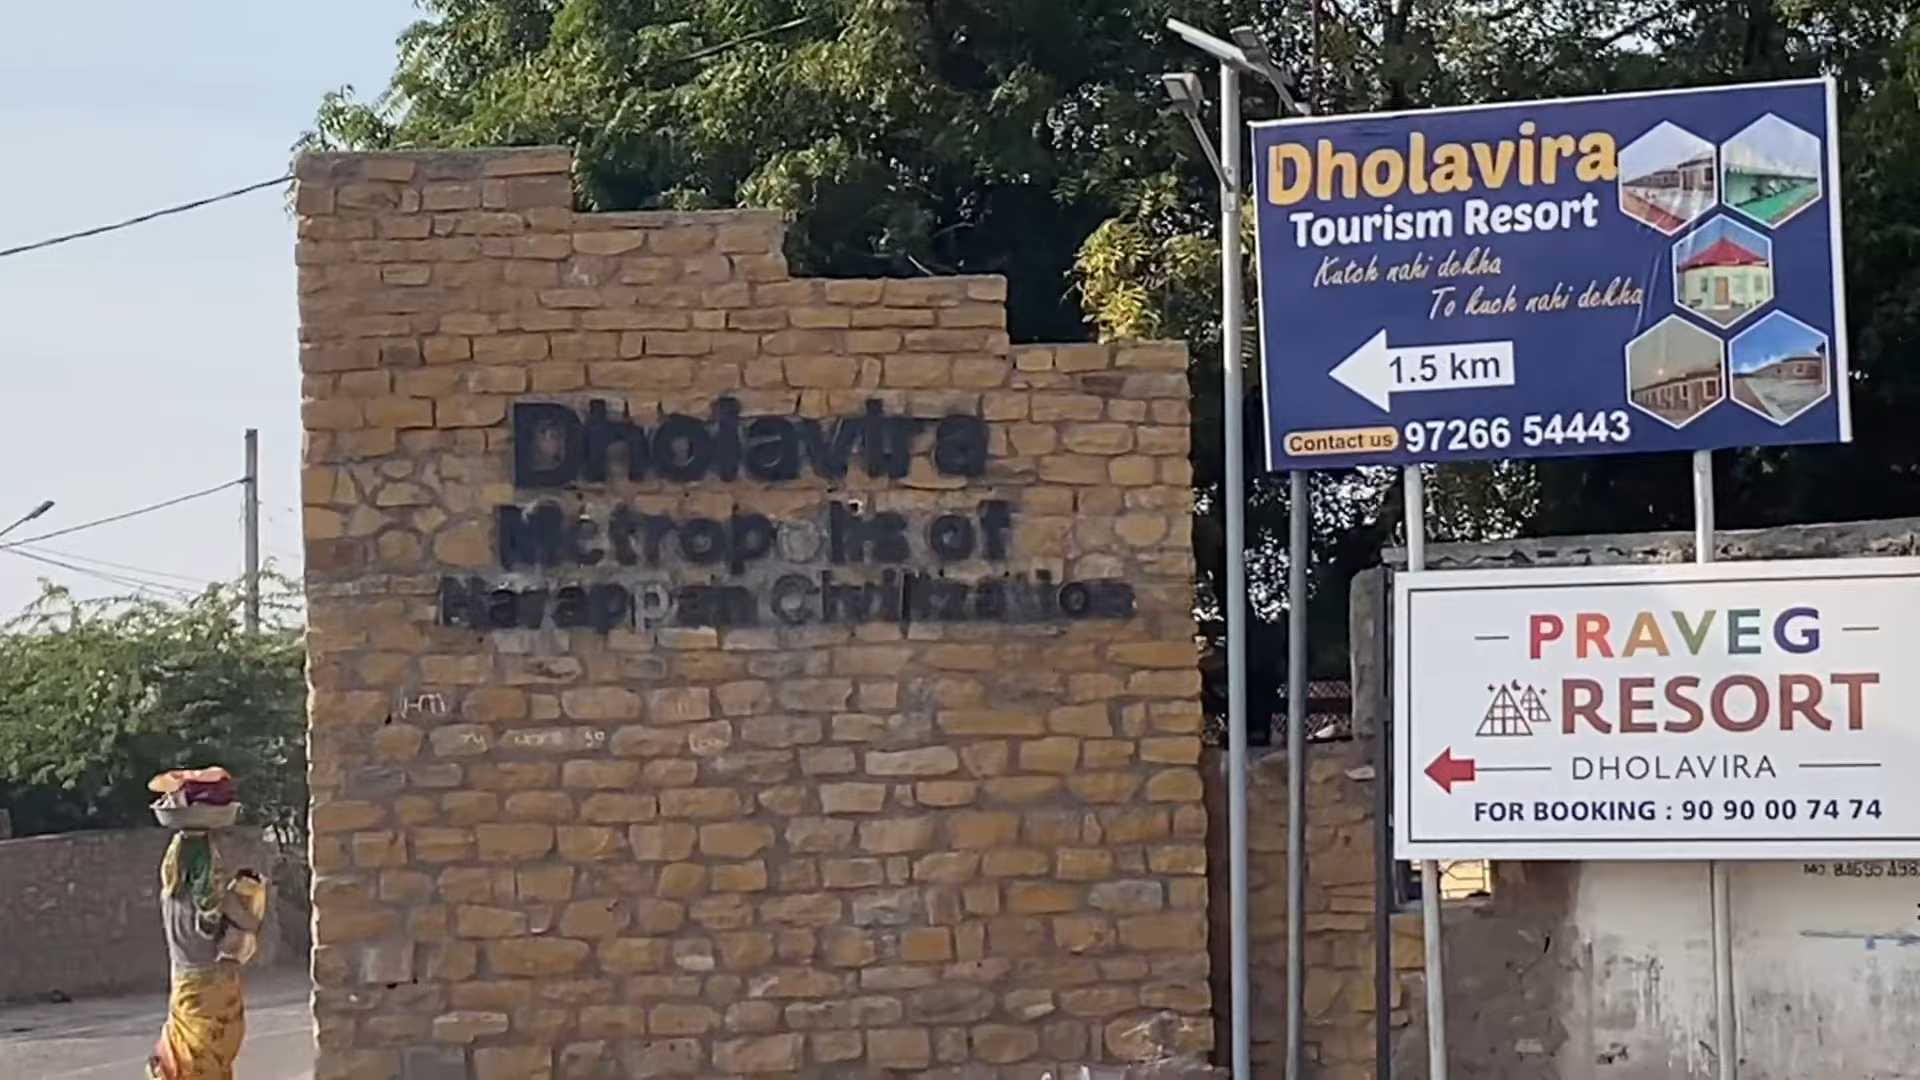 Dholavira
Metropolis of
Harappan Civilization
Dholavira
Tourism Resort
Kutch nahi dekha
To kuch nahi dekha
1.5 km
Contact us 97266 54443
PRAVEG
RESORT
DHOLAVIRA
FOR BOOKING : 90 90 00 74 74